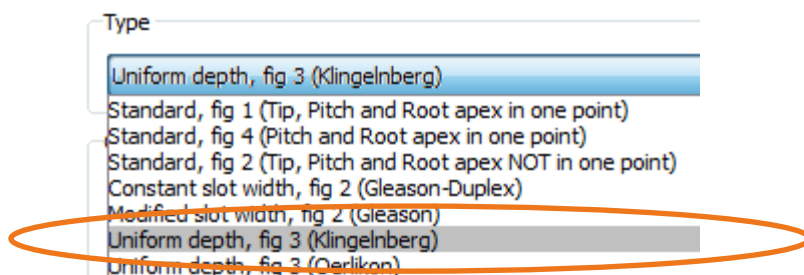 Type
Uniform depth, fig 3 (Klingelnberg)
Standard, fig 1 (Tip, Pitch and Root apex in one point)
Standard, fig 4 (Pitch and Root apex in one point)
Standard, fig 2 (Tip, Pitch and Root apex NOT in one point)
Constant slot width, fig 2 (Gleason-Duplex)
Modified slot width, fig 2 (Gleason)
Uniform depth, fig 3 (Klingelnberg)
Uniform depth, fig 3 (Oerlikon)